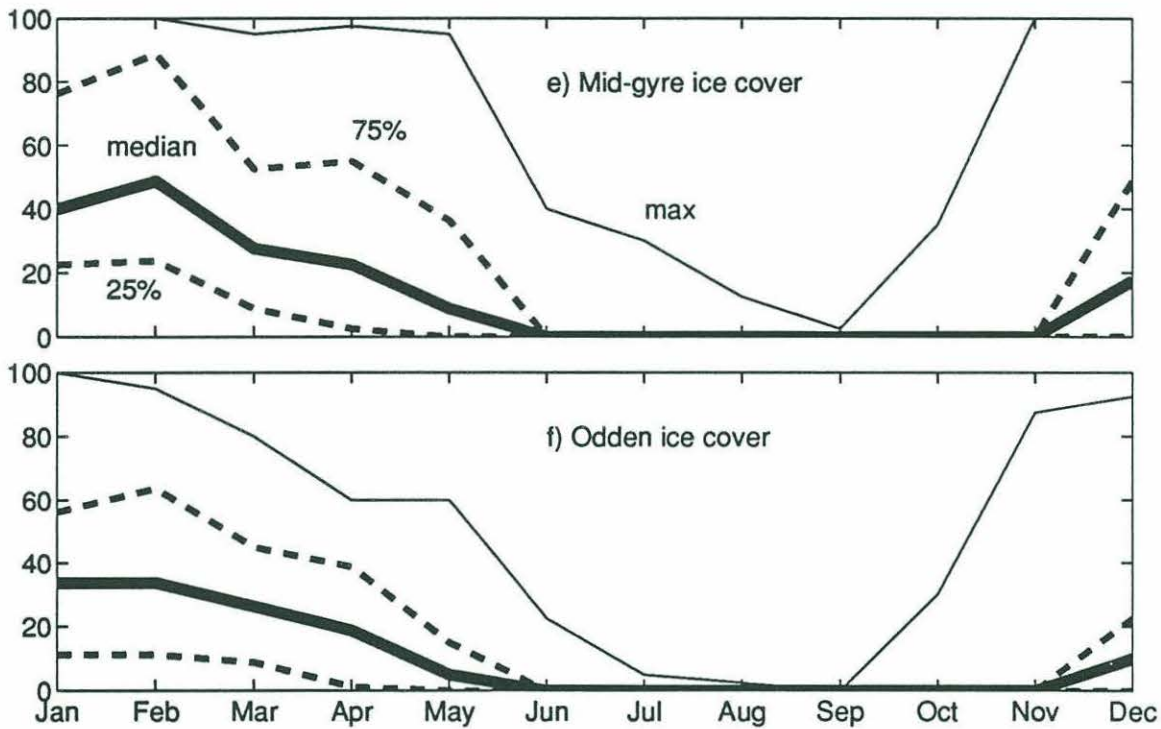 100
80
60
40
20
0
e) Mid-gyre ice cover
75%
median
max
25%
100
80
60
40
20
0
f) Odden ice cover
Jan Feb Mar Apr May Jun Jul Aug Sep Oct Nov Dec